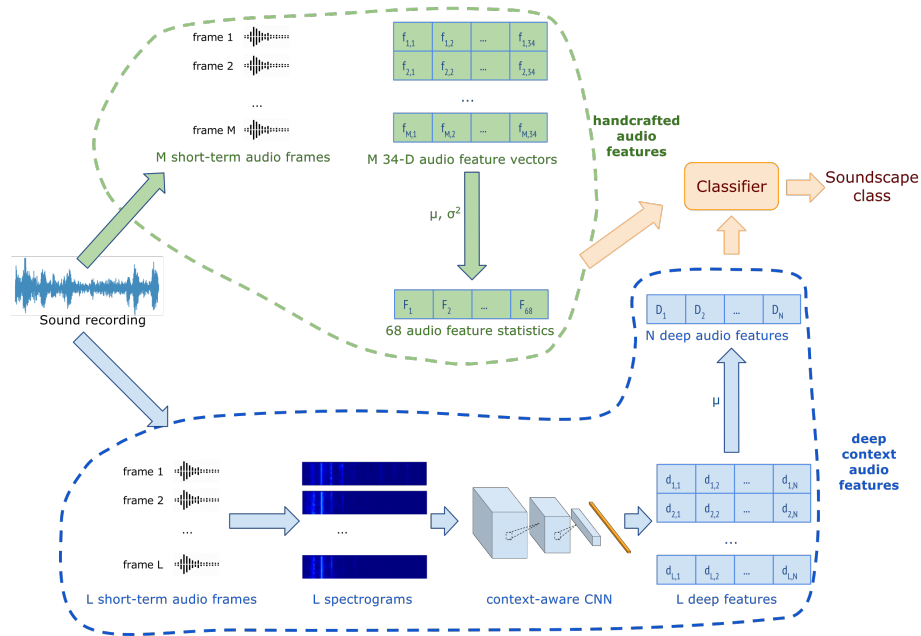 frame 1
frame 2
...
frame M
M short-term audio frames
f1,1 f1,2 ... f1,34
f2,1 f2,2 ... f2,34
...
fM,1 fM,2 ... fM,34
M 34-D audio feature vectors
μ, σ²
F1 F2 ... F68
68 audio feature statistics
handcrafted
audio
features
Classifier
Soundscape
class
Sound recording
D1 D2 ... DN
N deep audio features
μ
deep
context
audio
features
frame 1
frame 2
...
frame L
L short-term audio frames
...
L spectrograms
context-aware CNN
d1,1 d1,2 ... d1,N
d2,1 d2,2 ... d2,N
...
dL,1 dL,2 ... dL,N
L deep features